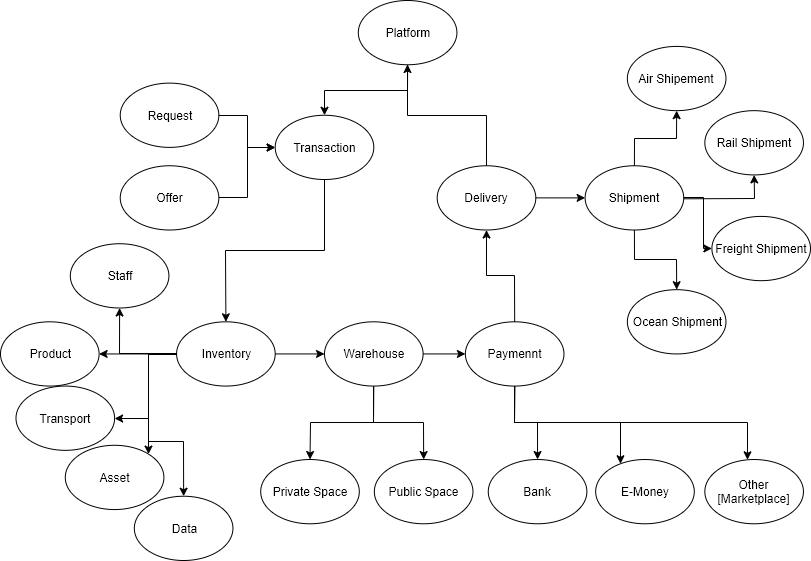 Platform
Air Shipement
Request
Rail Shipment
Transaction
Offer
Delivery
Shipment
Freight Shipment
Staff
Ocean Shipment
Product
Inventory
Warehouse
Paymennt
Transport
Asset
Private Space
Public Space
Bank
E-Money
Other
[Marketplace]
Data